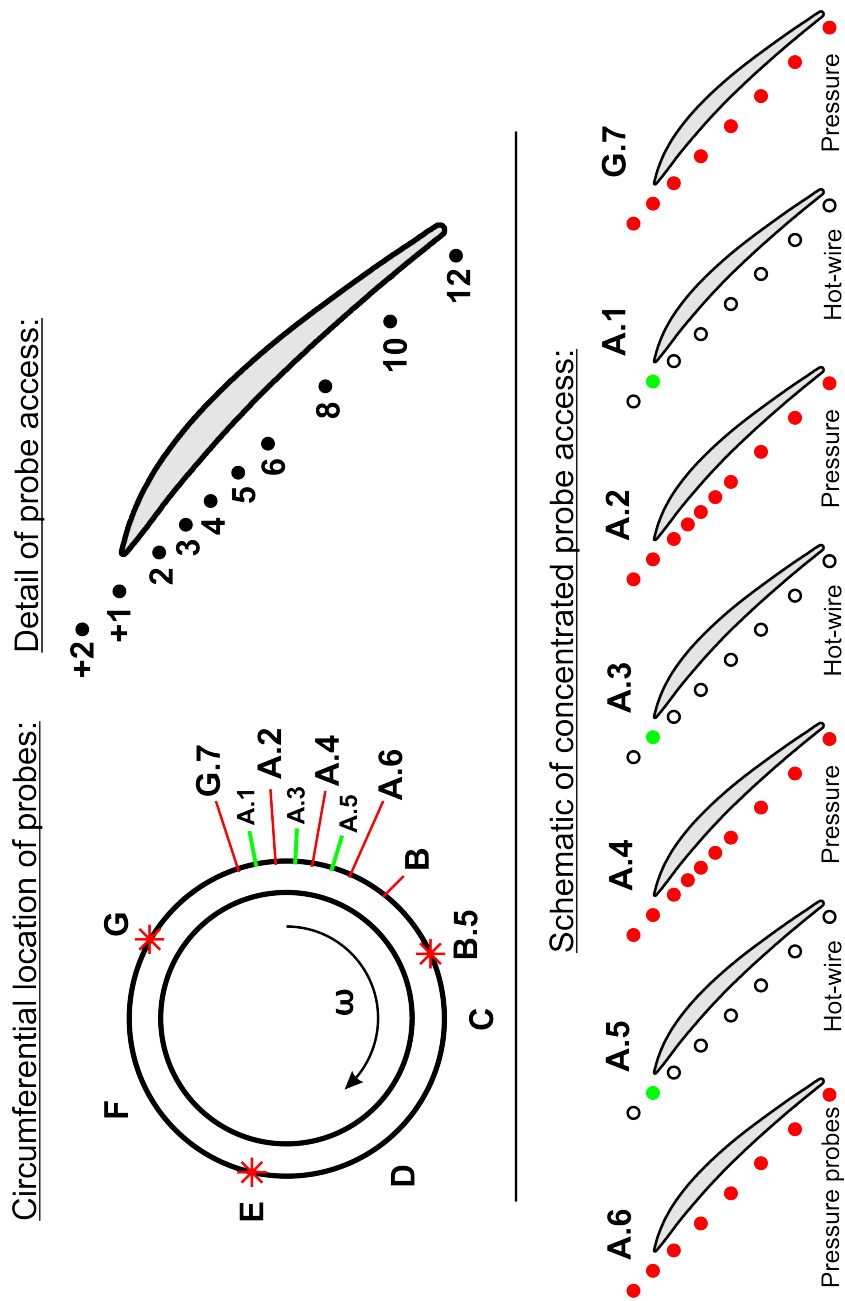 Circumferential location of probes:
G
F
E
D
C
B.5
B
ω
G.7
A.1
A.2
A.3
A.4
A.5
A.6
Detail of probe access:
+2
+1
2
3
4
5
6
8
10
12
Schematic of concentrated probe access:
A.6
Pressure probes
A.5
Hot-wire
A.4
Pressure
A.3
Hot-wire
A.2
Pressure
A.1
Hot-wire
G.7
Pressure